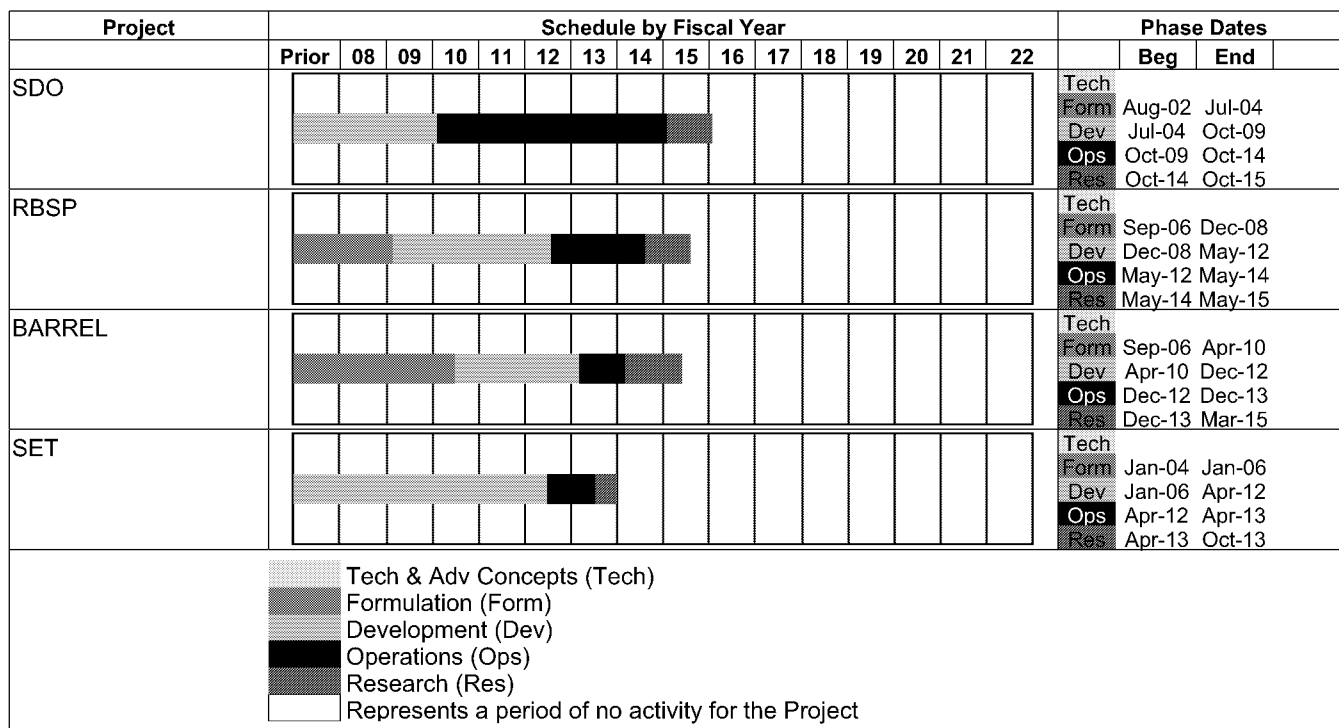 Project Schedule by Fiscal Year Phase Dates
Prior 08 09 10 11 12 13 14 15 16 17 18 19 20 21 22 Beg End
SDO
Tech
Form Aug-02 Jul-04
Dev Jul-04 Oct-09
Ops Oct-09 Oct-14
Res Oct-14 Oct-15
RBSP
Tech
Form Sep-06 Dec-08
Dev Dec-08 May-12
Ops May-12 May-14
Res May-14 May-15
BARREL
Tech
Form Sep-06 Apr-10
Dev Apr-10 Dec-12
Ops Dec-12 Dec-13
Res Dec-13 Mar-15
SET
Tech
Form Jan-04 Jan-06
Dev Jan-06 Apr-12
Ops Apr-12 Apr-13
Res Apr-13 Oct-13
Tech & Adv Concepts (Tech)
Formulation (Form)
Development (Dev)
Operations (Ops)
Research (Res)
Represents a period of no activity for the Project